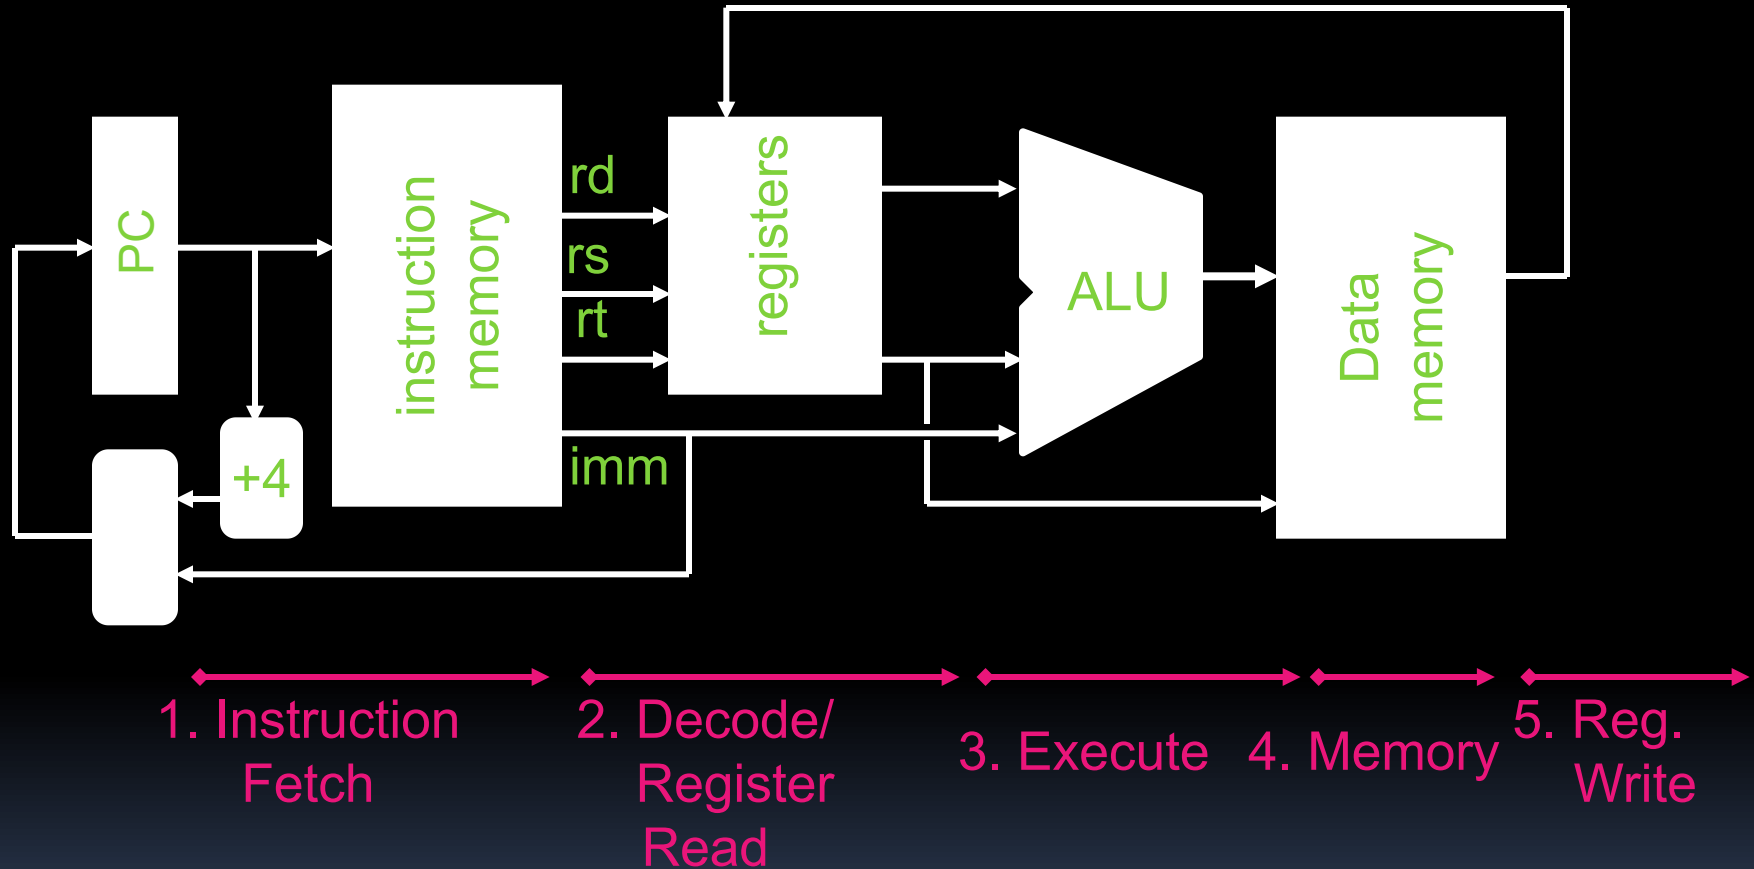 PC
instruction
memory
rd
rs
rt
imm
registers
ALU
Data
memory
+4
1. Instruction
Fetch
2. Decode/
Register
Read
3. Execute
4. Memory
5. Reg.
Write